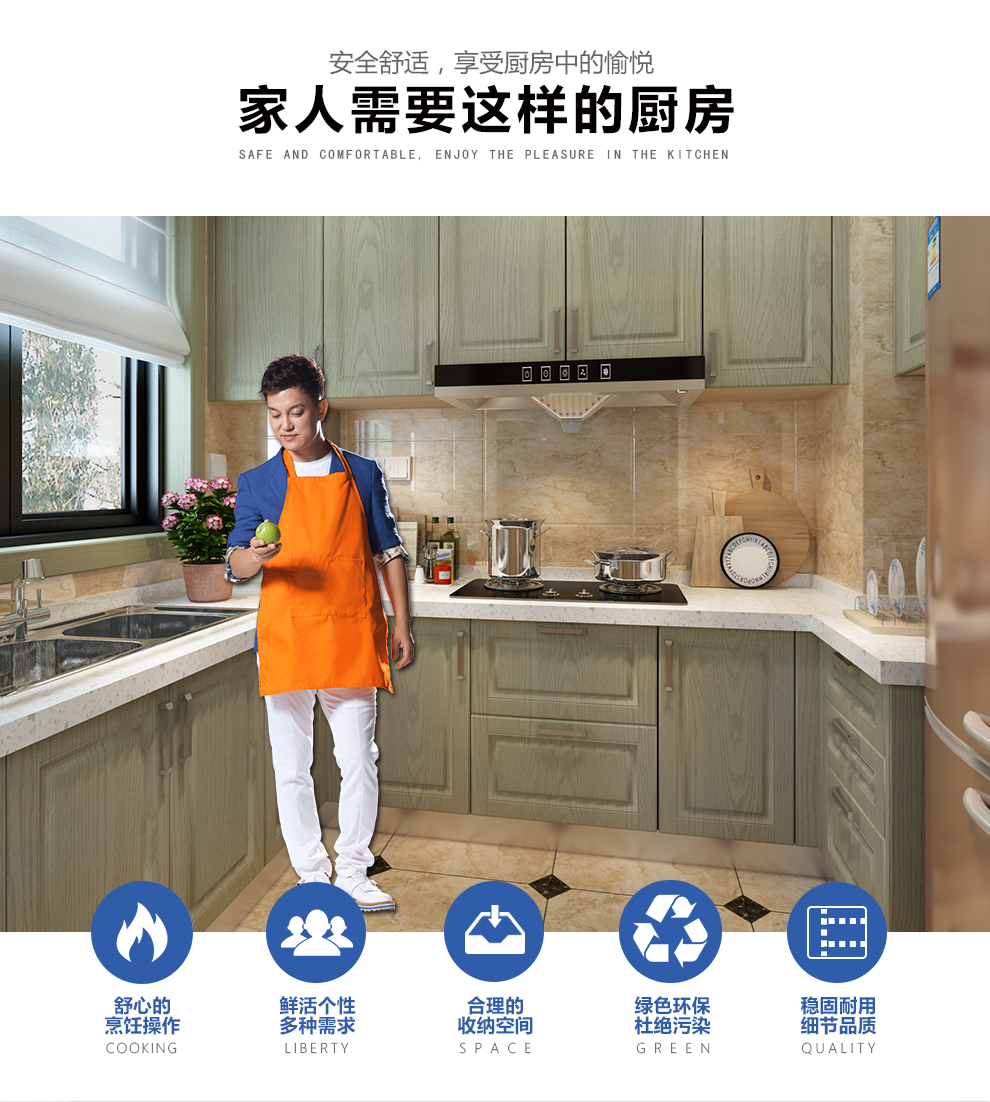 安全舒适，享受厨房中的愉悦
家人需要这样的厨房
SAFE AND COMFORTABLE, ENJOY THE PLEASURE IN THE KITCHEN
舒心的
烹饪操作
COOKING
鲜活个性
多种需求
LIBERTY
合理的
收纳空间
SPACE
绿色环保
杜绝污染
GREEN
稳固耐用
细节品质
QUALITY